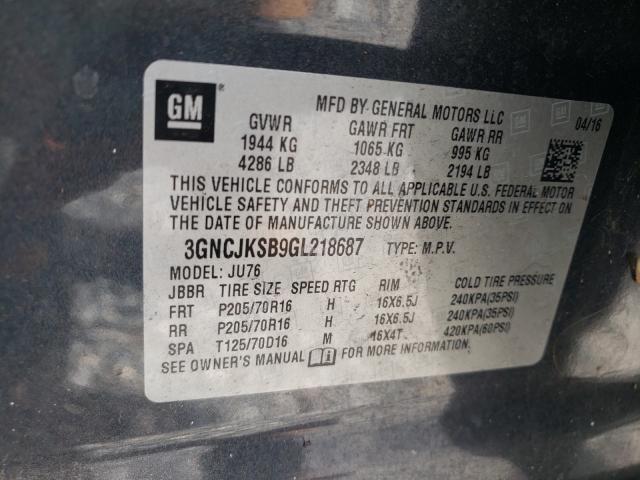 GM
MFD BY GENERAL MOTORS LLC
04/16
GVWR GAWR FRT GAWR RR
1944 KG 1065 KG 995 KG
4286 LB 2348 LB 2194 LB
THIS VEHICLE CONFORMS TO ALL APPLICABLE U.S. FEDERAL MOTOR
VEHICLE SAFETY AND THEFT PREVENTION STANDARDS IN EFFECT ON
THE DATE OF MANUFACTURE SHOWN ABOVE.
3GNCJKSB9GL218687 TYPE: M.P.V.
MODEL: JU76
JBBR TIRE SIZE SPEED RTG RIM COLD TIRE PRESSURE
FRT P205/70R16 H 16X6.5J 240KPA(35PSI)
RR P205/70R16 H 16X6.5J 240KPA(35PSI)
SPA T125/70D16 M 16X4T 420KPA(60PSI)
SEE OWNER'S MANUAL FOR MORE INFORMATION.